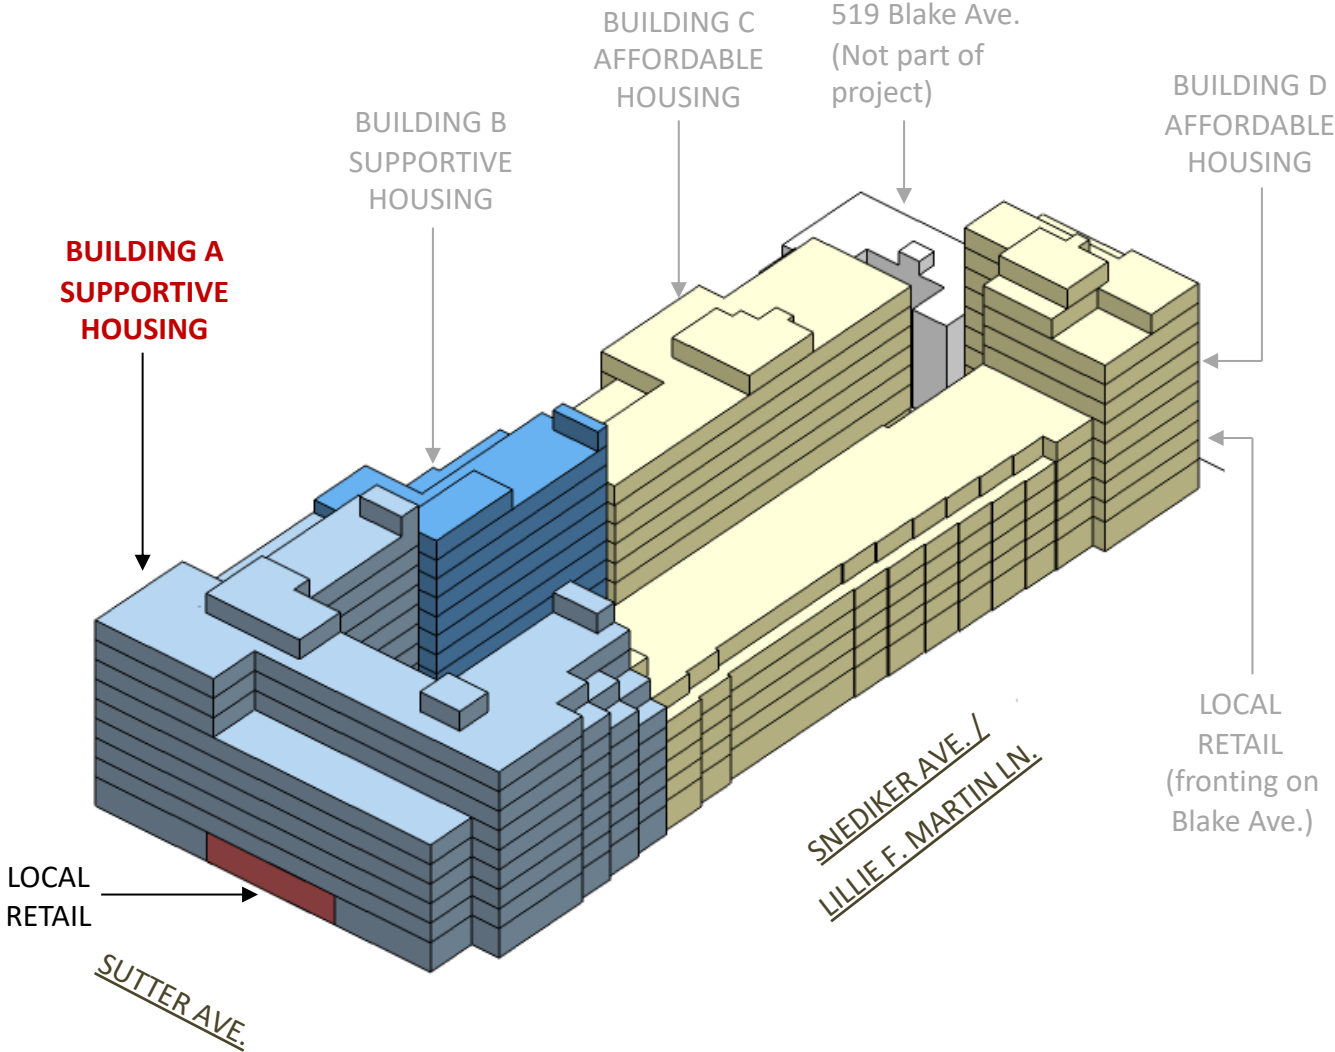 BUILDING C
AFFORDABLE
HOUSING
519 Blake Ave.
(Not part of
project)
BUILDING D
AFFORDABLE
HOUSING
BUILDING B
SUPPORTIVE
HOUSING
BUILDING A
SUPPORTIVE
HOUSING
LOCAL
RETAIL
(fronting on
Blake Ave.)
SNEDIKER AVE. /
LILLIE F. MARTIN LN.
LOCAL
RETAIL
SUTTER AVE.